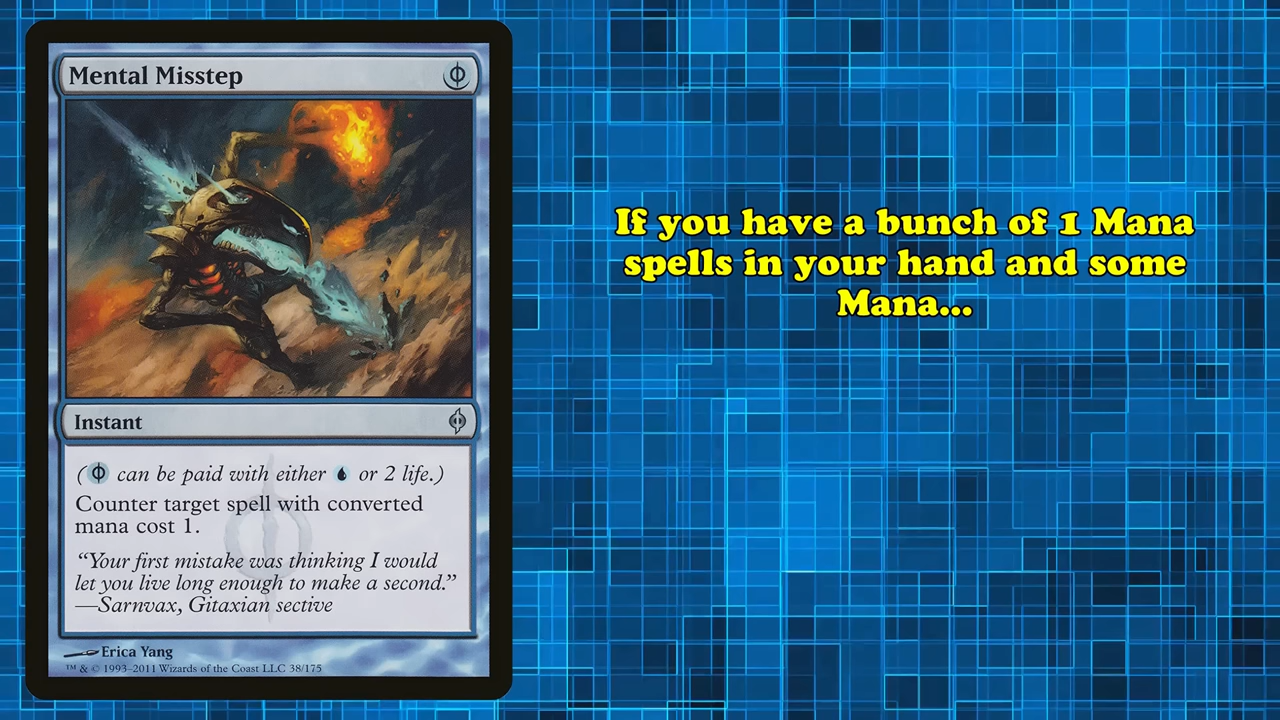 Mental Misstep
Instant
( can be paid with either or 2 life.)
Counter target spell with converted
mana cost 1.
“Your first mistake was thinking I would
let you live long enough to make a second.”
—Sarnvax, Gitaxian sective
Erica Yang
™ & © 1993–2011 Wizards of the Coast LLC 38/175
If you have a bunch of 1 Mana
spells in your hand and some
Mana...